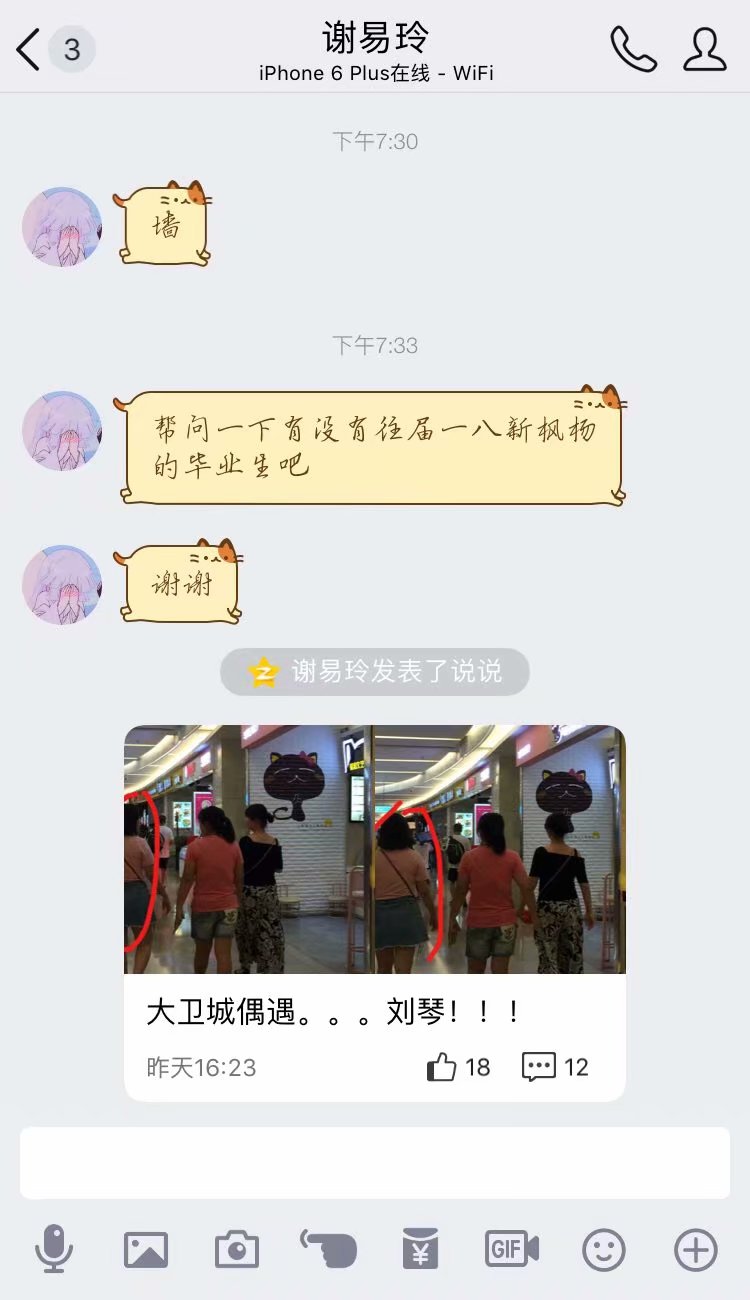 3
谢易玲
iPhone 6 Plus在线 - WiFi
下午7:30
墙
下午7:33
帮问一下有没有往届一八新枫杨
的毕业生吧
谢谢
谢易玲发表了说说
大卫城偶遇。。。刘琴！！！
昨天16:23
18
12
GIF